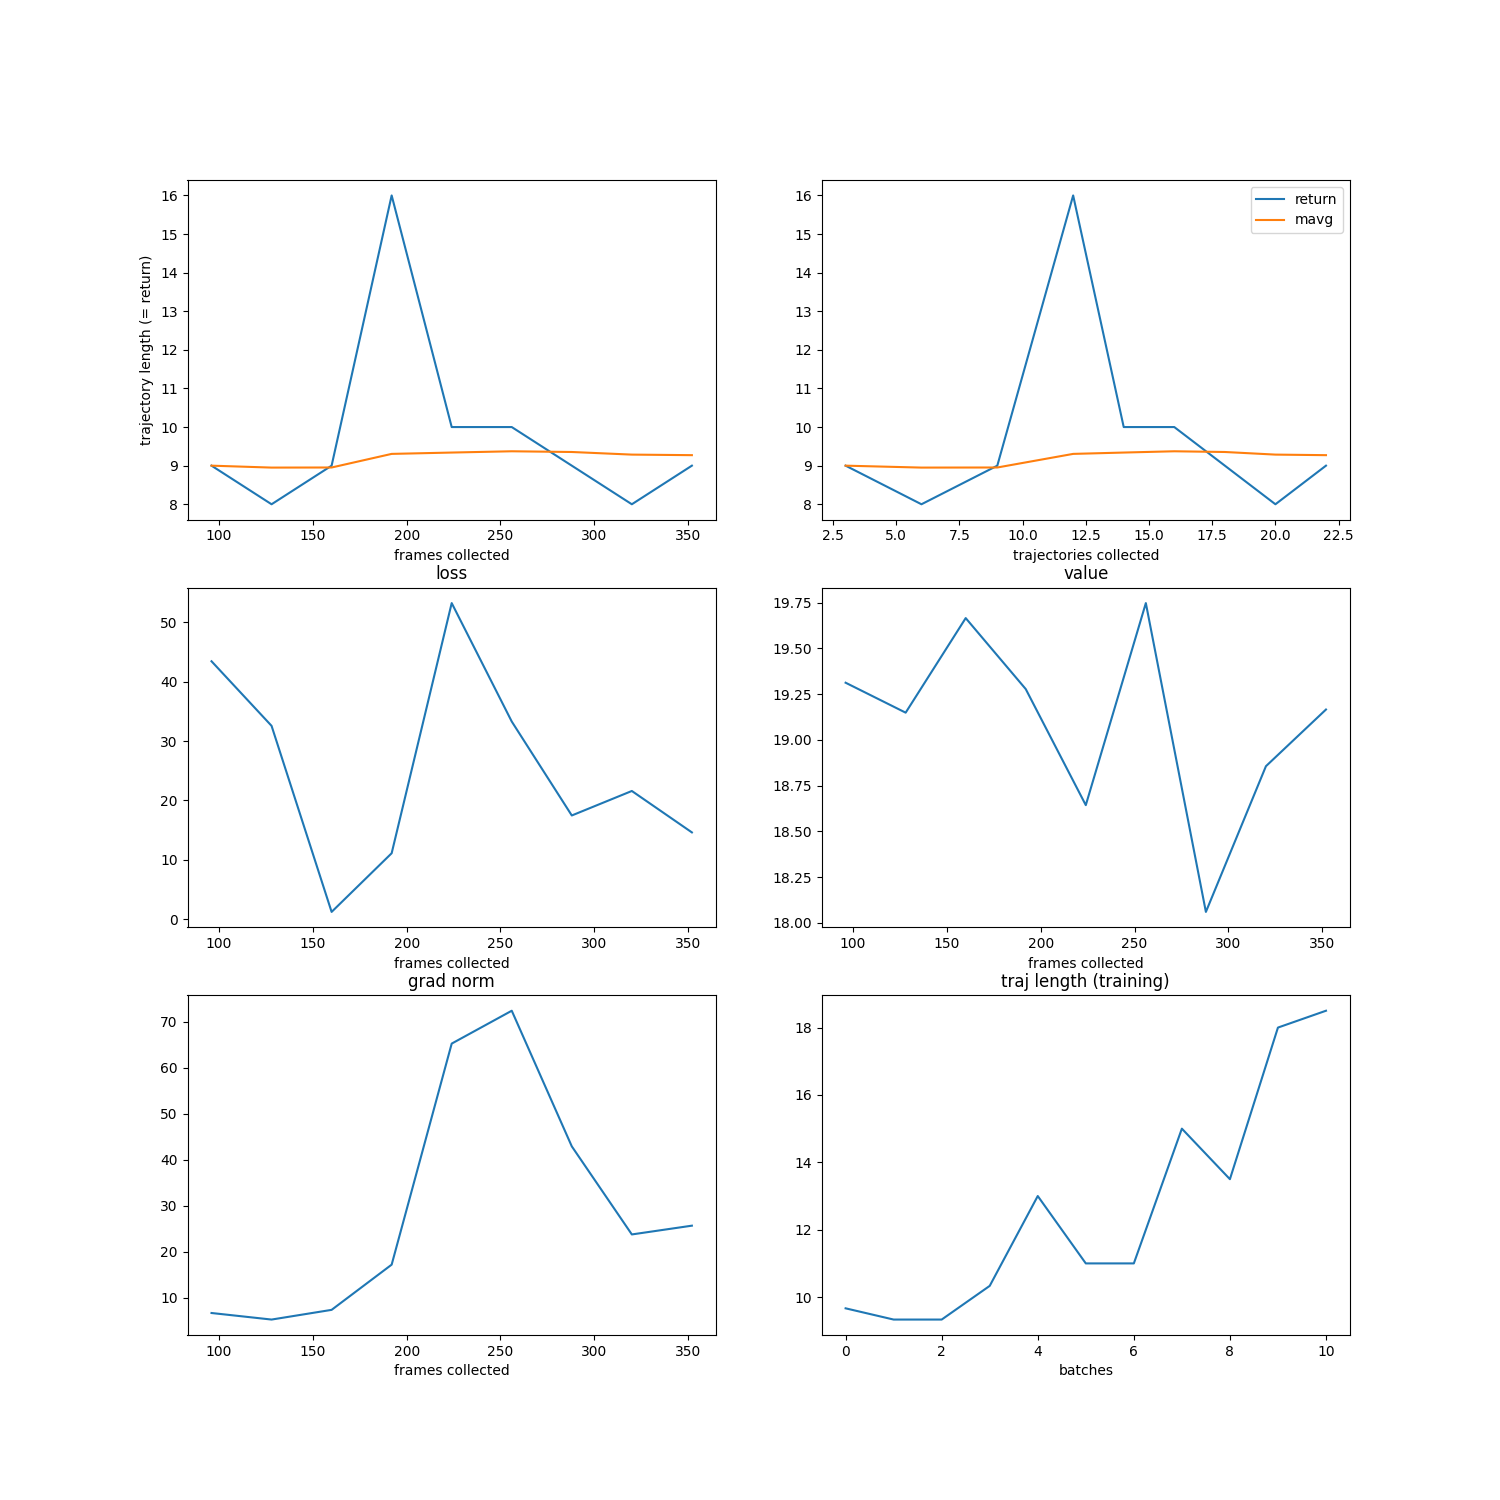 16
15
14
13
12
11
10
9
8
trajectory length (= return)
100 150 200 250 300 350
frames collected
return
mavg
16
15
14
13
12
11
10
9
8
2.5 5.0 7.5 10.0 12.5 15.0 17.5 20.0 22.5
trajectories collected
loss
50
40
30
20
10
0
100 150 200 250 300 350
frames collected
value
19.75
19.50
19.25
19.00
18.75
18.50
18.25
18.00
100 150 200 250 300 350
frames collected
grad norm
70
60
50
40
30
20
10
100 150 200 250 300 350
frames collected
traj length (training)
18
16
14
12
10
0 2 4 6 8 10
batches